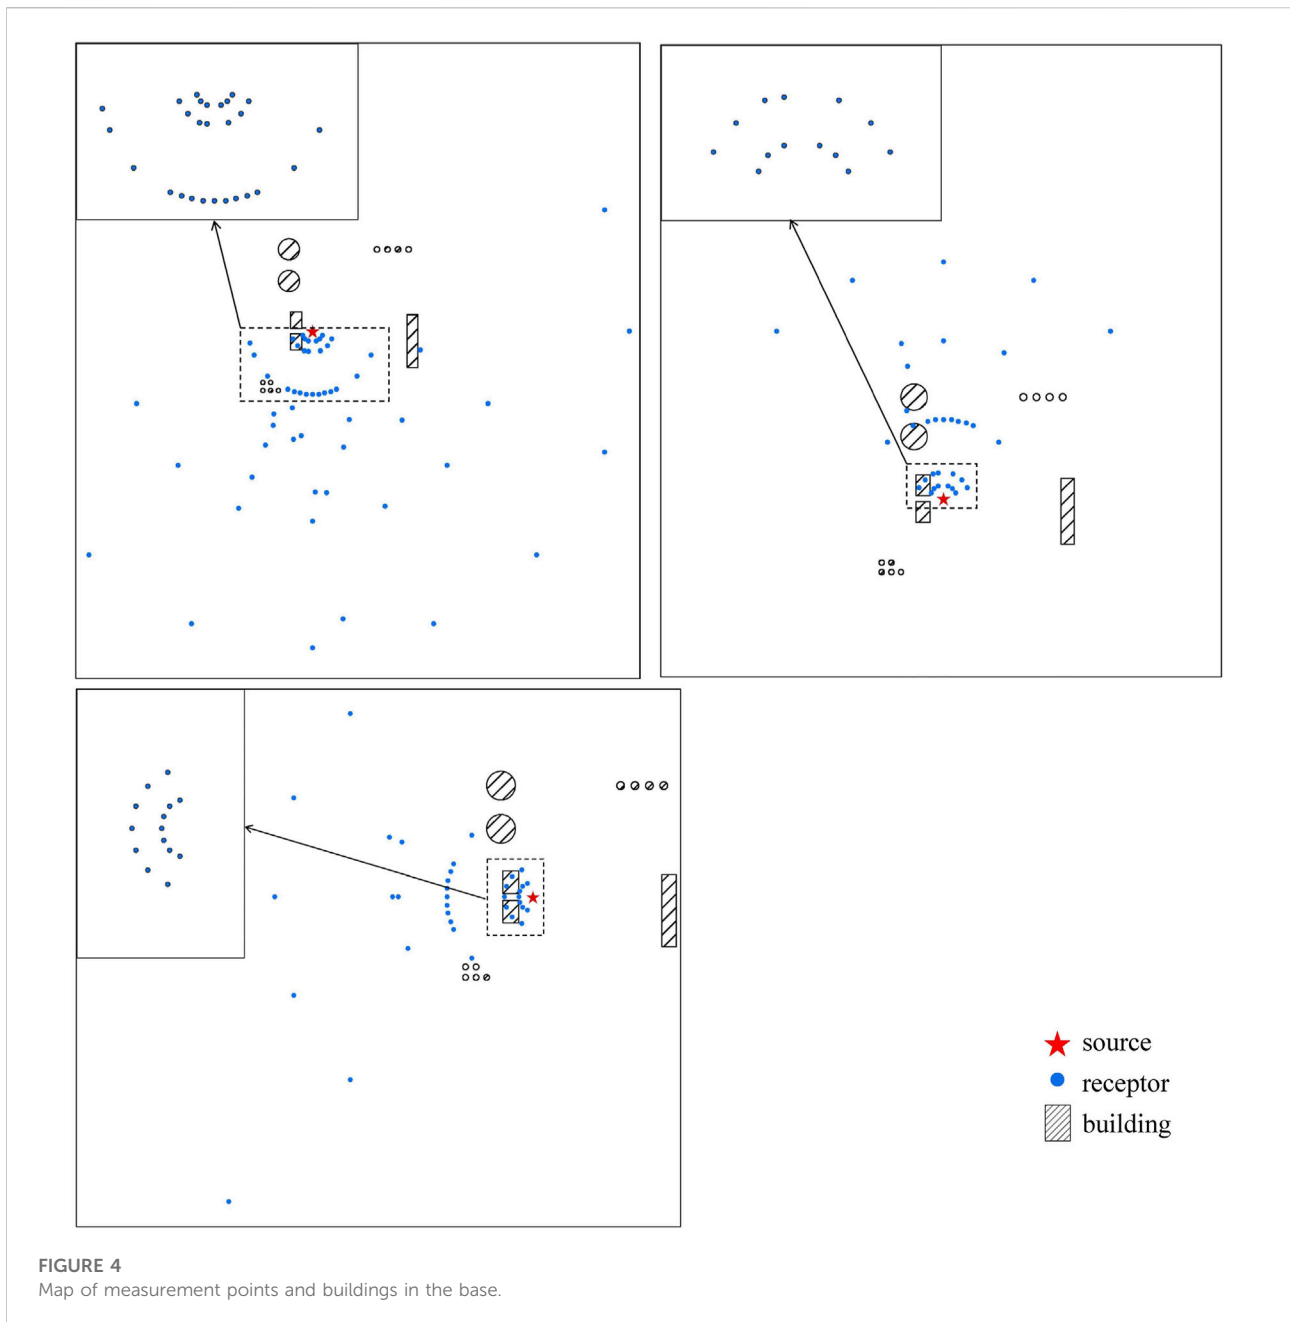 source
receptor
building
FIGURE 4
Map of measurement points and buildings in the base.